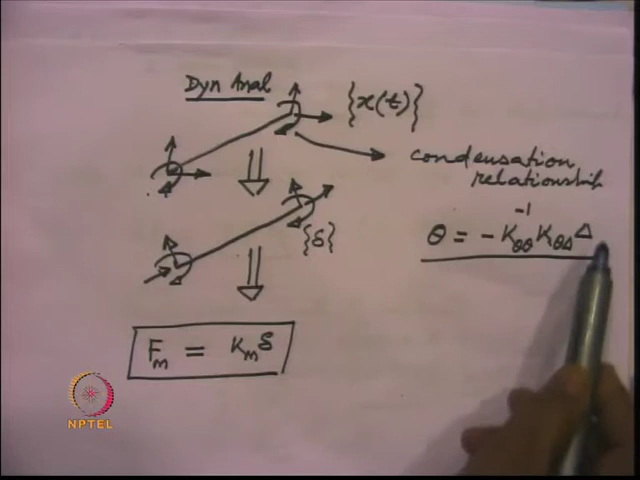 Dyn Anal
{x(t)}
condensation
relationship
θ = - K_θθ^-1 K_θΔ Δ
{δ}
F_m = K_m δ
NPTEL